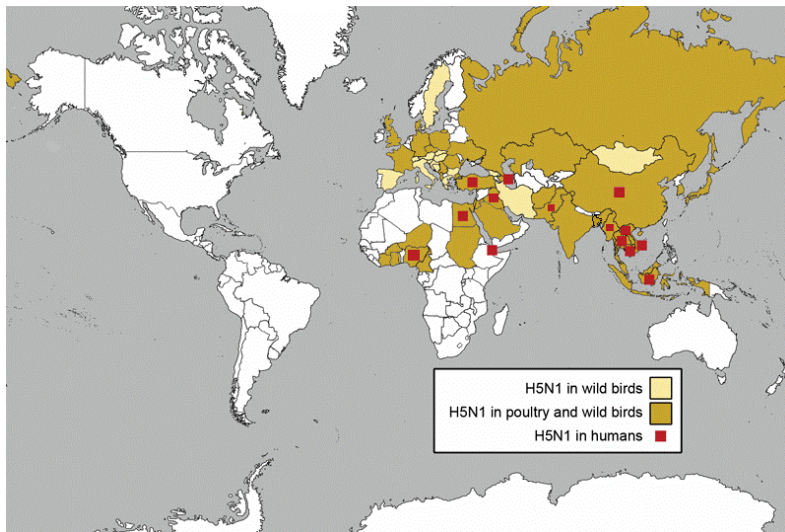 H5N1 in wild birds
H5N1 in poultry and wild birds
H5N1 in humans